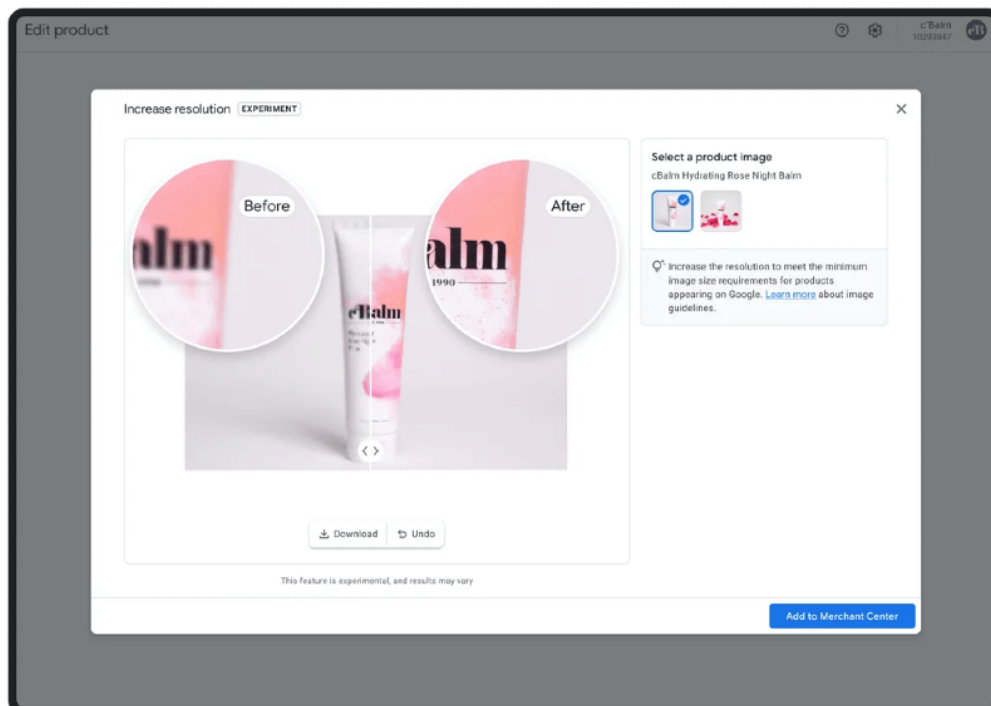 Edit product
c'Balm
10293847
cB
Increase resolution EXPERIMENT
Before
alm
After
alm
1990
c'Balm
Download
Undo
This feature is experimental, and results may vary
Select a product image
cBalm Hydrating Rose Night Balm
Increase the resolution to meet the minimum
image size requirements for products
appearing on Google. Learn more about image
guidelines.
Add to Merchant Center